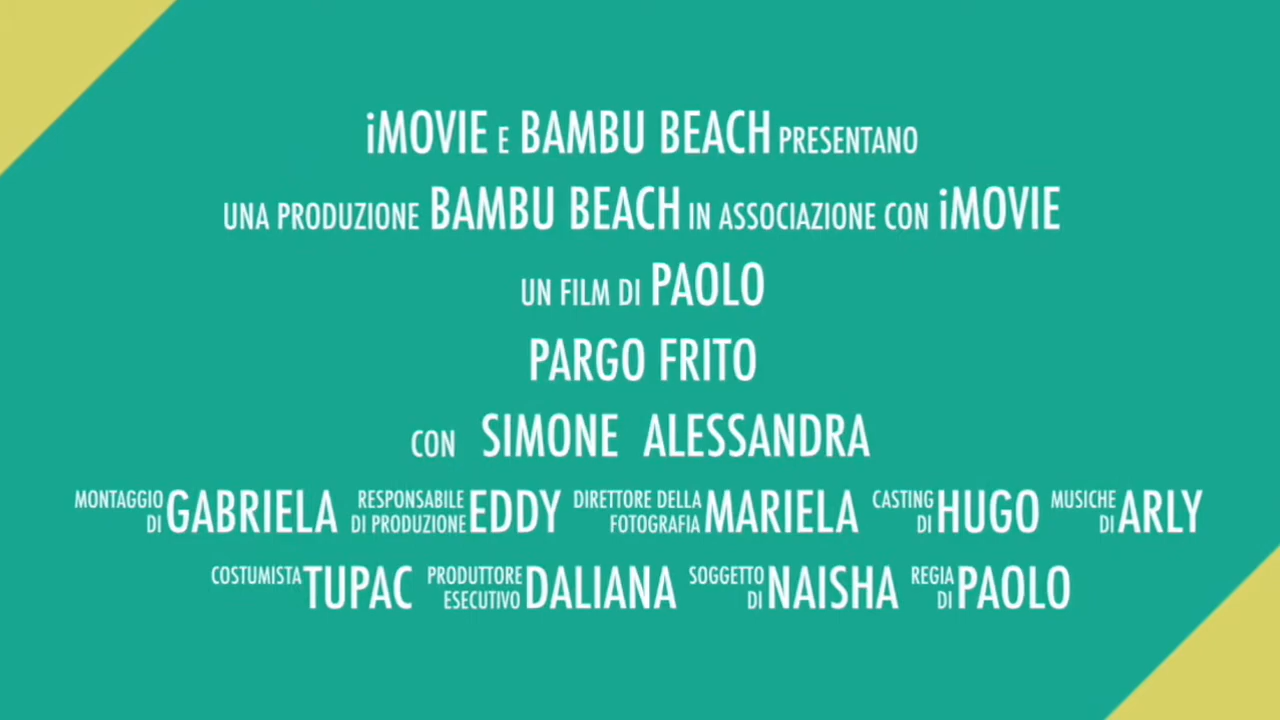 iMOVIE E BAMBU BEACH PRESENTANO
UNA PRODUZIONE BAMBU BEACH IN ASSOCIAZIONE CON iMOVIE
UN FILM DI PAOLO
PARGO FRITO
CON SIMONE ALESSANDRA
MONTAGGIO DI GABRIELA RESPONSABILE DI PRODUZIONE EDDY DIRETTORE DELLA FOTOGRAFIA MARIELA CASTING DI HUGO MUSICHE DI ARLY
COSTUMISTA TUPAC PRODUTTORE ESECUTIVO DALIANA SOGGETTO DI NAISHA REGIA DI PAOLO